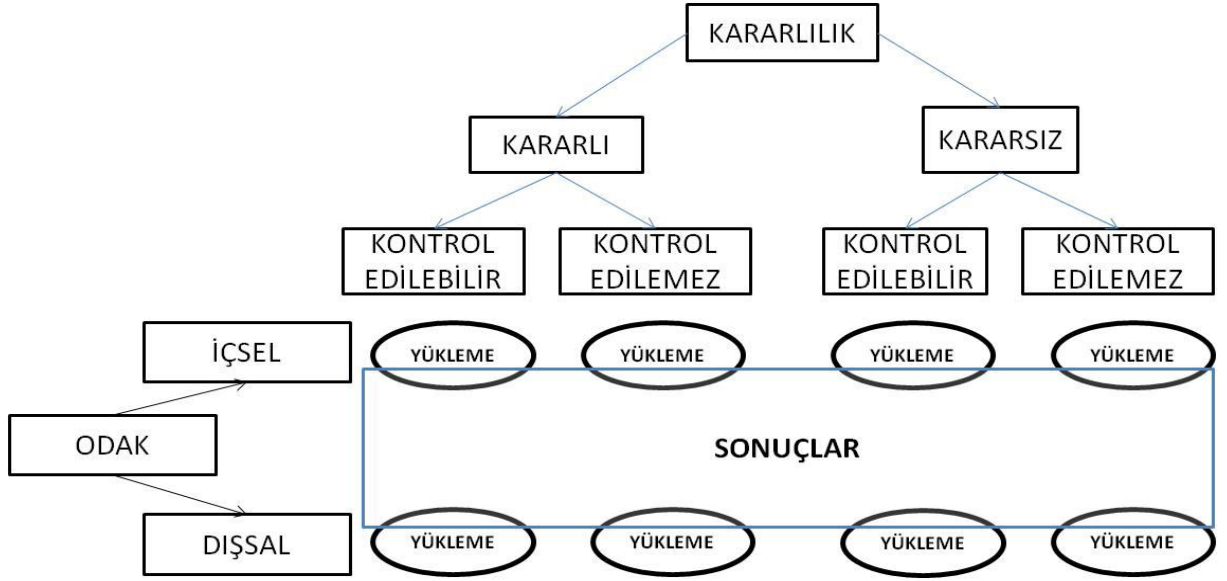 KARARLILIK
KARARLI
KARARSIZ
KONTROL
EDİLEBİLİR
KONTROL
EDİLEMEZ
KONTROL
EDİLEBİLİR
KONTROL
EDİLEMEZ
İÇSEL
YÜKLEME
YÜKLEME
YÜKLEME
YÜKLEME
ODAK
SONUÇLAR
DIŞSAL
YÜKLEME
YÜKLEME
YÜKLEME
YÜKLEME